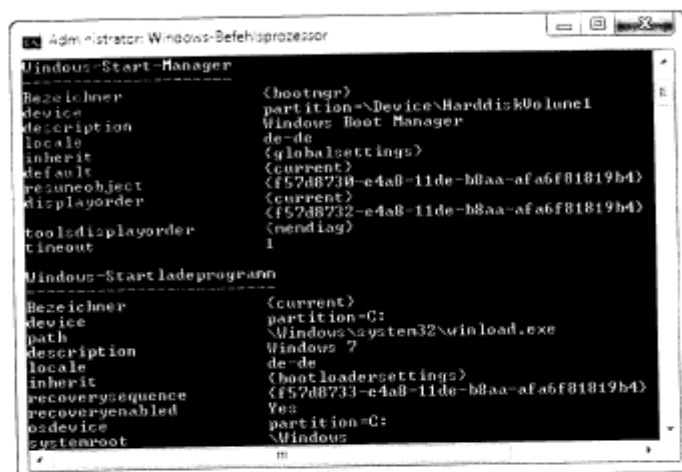 Administrator: Windows-Befehlsprozessor
Windows-Start-Manager
Bezeichner {bootmgr}
device partition=\Device\HarddiskVolume1
description Windows Boot Manager
locale de-de
inherit {globalsettings}
default {current}
resumeobject {f57d8730-e4a8-11de-b8aa-afa6f81819b4}
displayorder {current}
{f57d8732-e4a8-11de-b8aa-afa6f81819b4}
toolsdisplayorder {memdiag}
timeout 1
Windows-Startladeprogramm
Bezeichner {current}
device partition=C:
path \Windows\system32\winload.exe
description Windows 7
locale de-de
inherit {bootloadersettings}
recoverysequence {f57d8733-e4a8-11de-b8aa-afa6f81819b4}
recoveryenabled Yes
osdevice partition=C:
systemroot \Windows